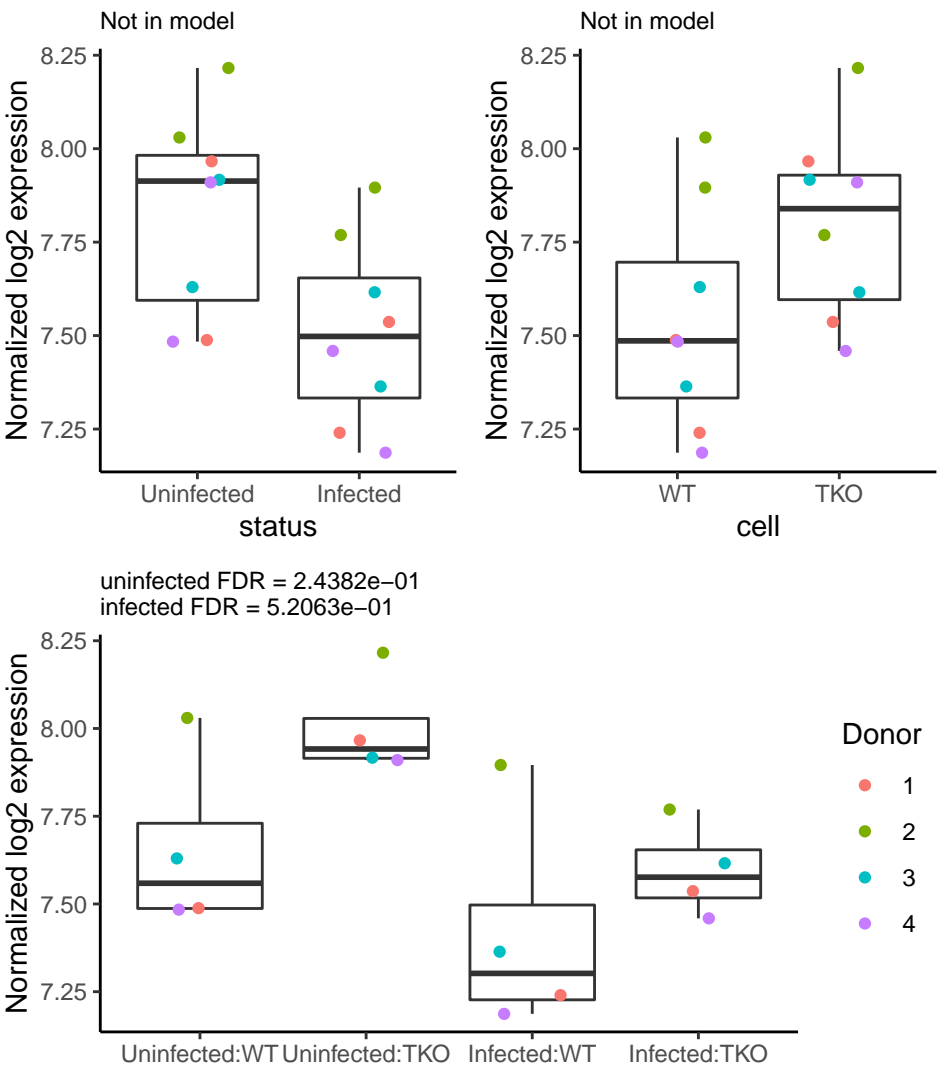 Not in model
Normalized log2 expression
8.25
8.00
7.75
7.50
7.25
Uninfected Infected
status
Not in model
Normalized log2 expression
8.25
8.00
7.75
7.50
7.25
WT TKO
cell
uninfected FDR = 2.4382e−01
infected FDR = 5.2063e−01
Normalized log2 expression
8.25
8.00
7.75
7.50
7.25
Uninfected:WT Uninfected:TKO Infected:WT Infected:TKO
Donor
1
2
3
4